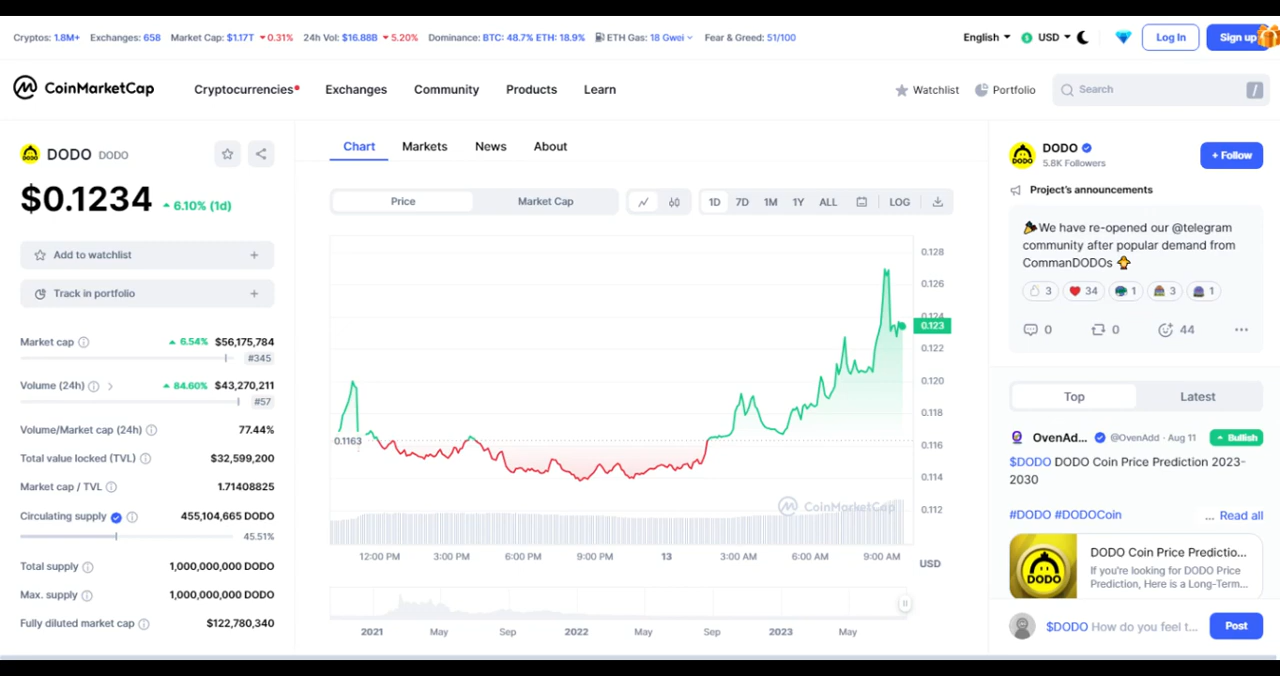 Cryptos: 1.8M+ Exchanges: 658 Market Cap: $1.17T 0.31% 24h Vol: $16.88B 5.20% Dominance: BTC: 48.7% ETH: 18.9% ETH Gas: 18 Gwei Fear & Greed: 51/100 English USD Log In Sign up
CoinMarketCap Cryptocurrencies Exchanges Community Products Learn Watchlist Portfolio Search /
DODO DODO
$0.1234 6.10% (1d)
Add to watchlist +
Track in portfolio +
Market cap 6.54% $56,175,784
#345
Volume (24h) 84.60% $43,270,211
#57
Volume/Market cap (24h) 77.44%
Total value locked (TVL) $32,599,200
Market cap / TVL 1.71408825
Circulating supply 455,104,665 DODO
45.51%
Total supply 1,000,000,000 DODO
Max. supply 1,000,000,000 DODO
Fully diluted market cap $122,780,340
Chart Markets News About
Price Market Cap 1D 7D 1M 1Y ALL LOG
0.128
0.126
0.124
0.123
0.122
0.120
0.118
0.1163 0.116
0.114
CoinMarketCap
0.112
12:00 PM 3:00 PM 6:00 PM 9:00 PM 13 3:00 AM 6:00 AM 9:00 AM USD
2021 May Sep 2022 May Sep 2023 May
DODO
DODO
5.8K Followers
+ Follow
Project's announcements
We have re-opened our @telegram
community after popular demand from
CommanDODOs
3 34 1 3 1
0 0 44 ...
Top Latest
OvenAd... @OvenAdd · Aug 11 Bullish
$DODO DODO Coin Price Prediction 2023-
2030
#DODO #DODOCoin ... Read all
DODO
DODO Coin Price Predictio...
If you're looking for DODO Price
Prediction, Here is a Long-Term...
$DODO How do you feel t... Post